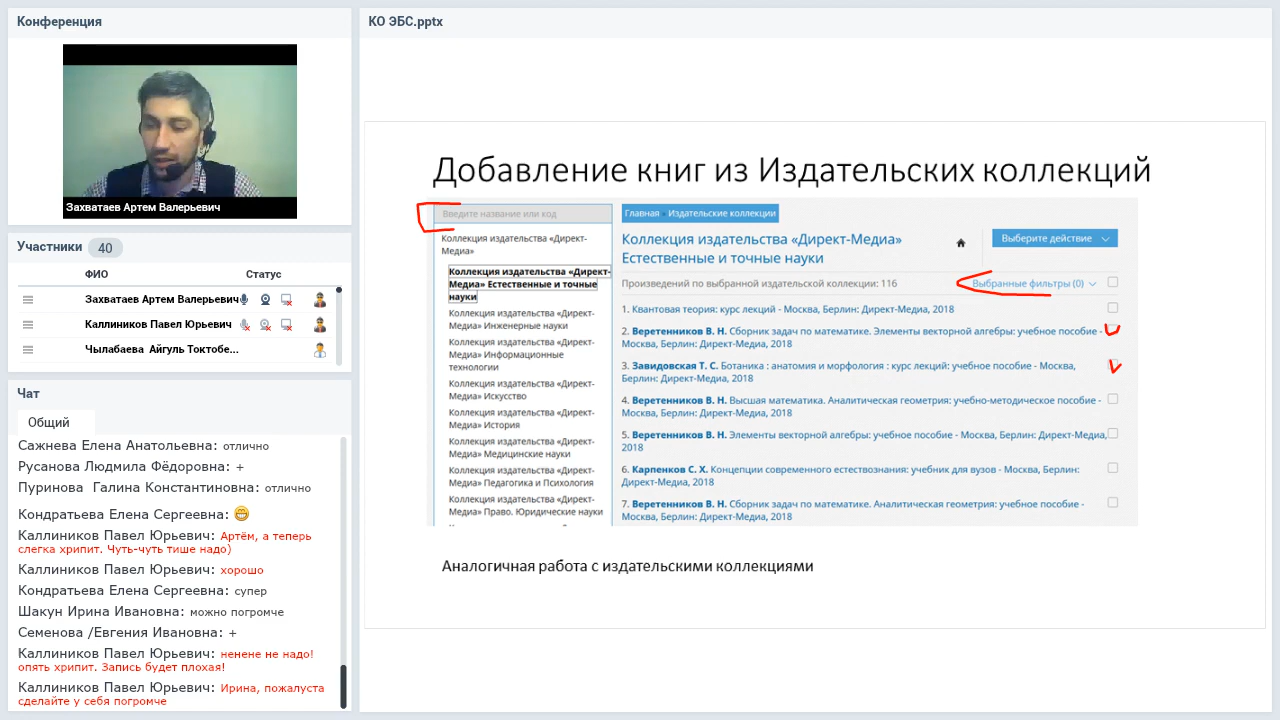 Конференция
Захватаев Артем Валерьевич
Участники 40
ФИО Статус
Захватаев Артем Валерьевич
Каллиников Павел Юрьевич
Чылабаева Айгуль Токтобе...
Чат
Общий
Сажнева Елена Анатольевна: отлично
Русанова Людмила Фёдоровна: +
Пуринова Галина Константиновна: отлично
Кондратьева Елена Сергеевна: 😄
Каллиников Павел Юрьевич: Артём, а теперь
слегка хрипит. Чуть-чуть тише надо)
Каллиников Павел Юрьевич: хорошо
Кондратьева Елена Сергеевна: супер
Шакун Ирина Ивановна: можно погромче
Семенова /Евгения Ивановна: +
Каллиников Павел Юрьевич: ненене не надо!
опять хрипит. Запись будет плохая!
Каллиников Павел Юрьевич: Ирина, пожалуста
сделайте у себя погромче
КО ЭБС.pptx
Добавление книг из Издательских коллекций
Введите название или код
Коллекция издательства «Директ-
Медиа»
Коллекция издательства «Директ-
Медиа» Естественные и точные
науки
Коллекция издательства «Директ-
Медиа» Инженерные науки
Коллекция издательства «Директ-
Медиа» Информационные
технологии
Коллекция издательства «Директ-
Медиа» Искусство
Коллекция издательства «Директ-
Медиа» История
Коллекция издательства «Директ-
Медиа» Медицинские науки
Коллекция издательства «Директ-
Медиа» Педагогика и Психология
Коллекция издательства «Директ-
Медиа» Право. Юридические науки
Главная » Издательские коллекции
Коллекция издательства «Директ-Медиа»
Естественные и точные науки
Выберите действие
Произведений по выбранной издательской коллекции: 116
Выбранные фильтры (0)
1. Квантовая теория: курс лекций - Москва, Берлин: Директ-Медиа, 2018
2. Веретенников В. Н. Сборник задач по математике. Элементы векторной алгебры: учебное пособие -
Москва, Берлин: Директ-Медиа, 2018
3. Завидовская Т. С. Ботаника : анатомия и морфология : курс лекций: учебное пособие - Москва,
Берлин: Директ-Медиа, 2018
4. Веретенников В. Н. Высшая математика. Аналитическая геометрия: учебно-методическое пособие -
Москва, Берлин: Директ-Медиа, 2018
5. Веретенников В. Н. Элементы векторной алгебры: учебное пособие - Москва, Берлин: Директ-Медиа,
2018
6. Карпенков С. Х. Концепции современного естествознания: учебник для вузов - Москва, Берлин:
Директ-Медиа, 2018
7. Веретенников В. Н. Сборник задач по математике. Аналитическая геометрия: учебное пособие -
Москва, Берлин: Директ-Медиа, 2018
Аналогичная работа с издательскими коллекциями